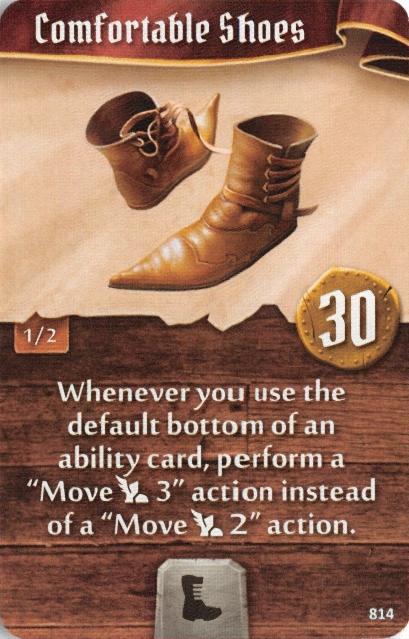 Comfortable Shoes
30
1/2
Whenever you use the
default bottom of an
ability card, perform a
“Move 3” action instead
of a “Move 2” action.
814